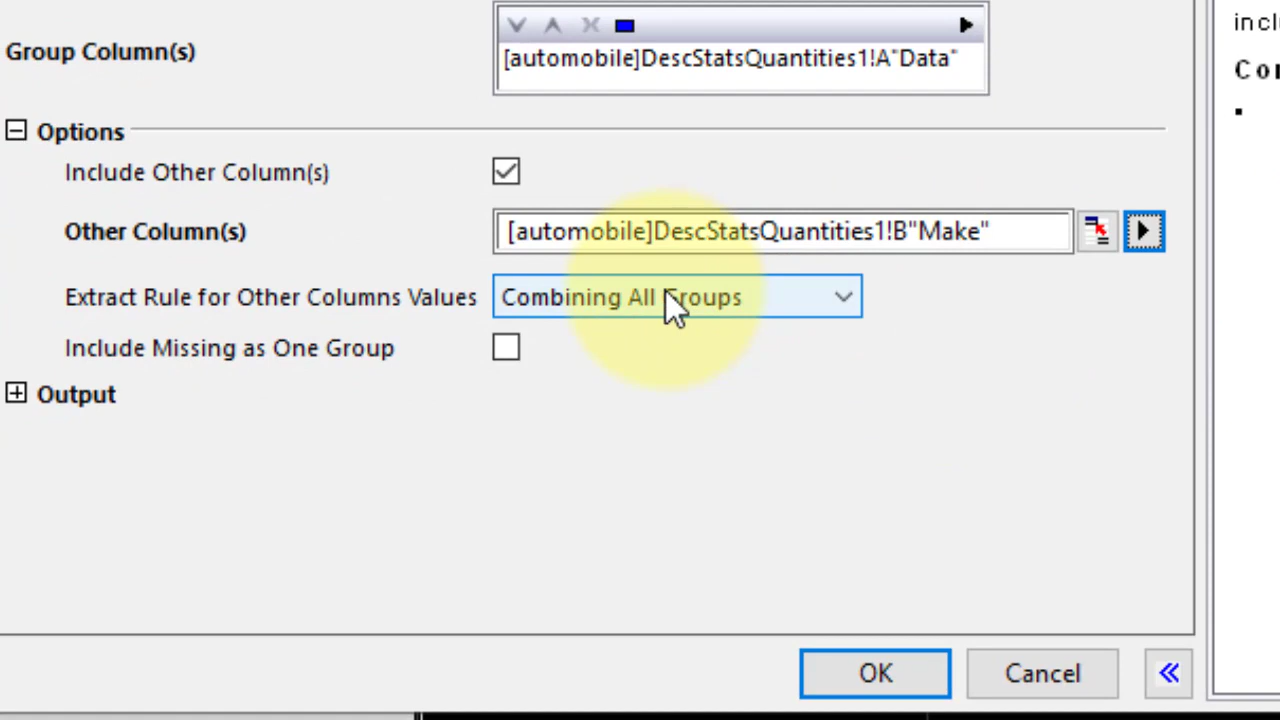 incl
Group Column(s)
[automobile]DescStatsQuantities1!A"Data"
Options
Include Other Column(s)
Other Column(s)
[automobile]DescStatsQuantities1!B"Make"
Extract Rule for Other Columns Values
Combining All Groups
Include Missing as One Group
Output
OK
Cancel